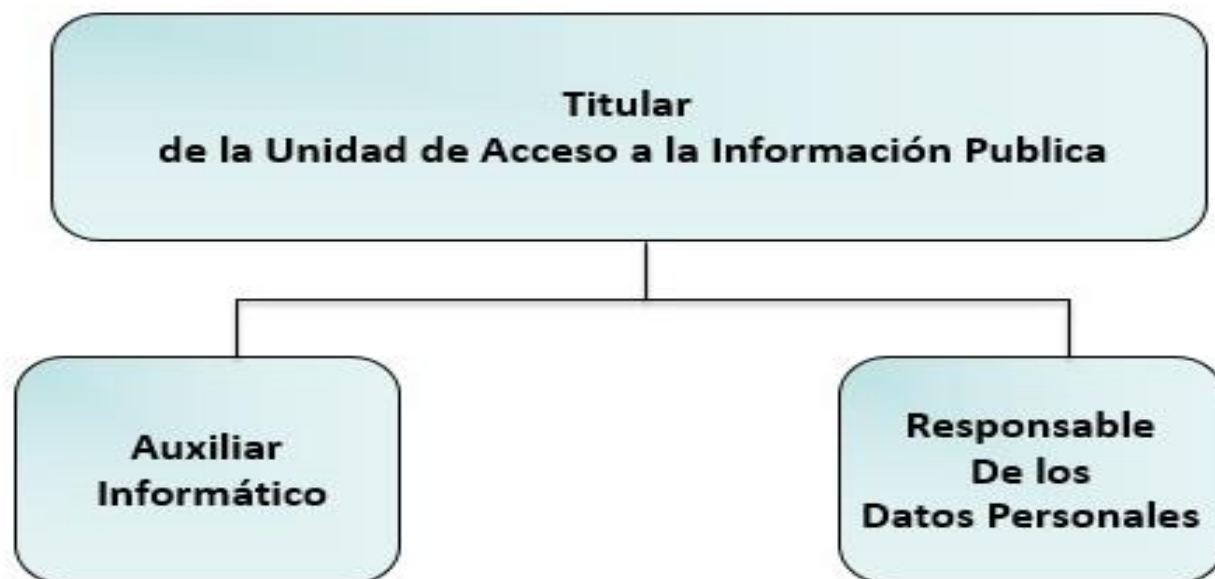 Titular
de la Unidad de Acceso a la Información Publica
Auxiliar
Informático
Responsable
De los
Datos Personales